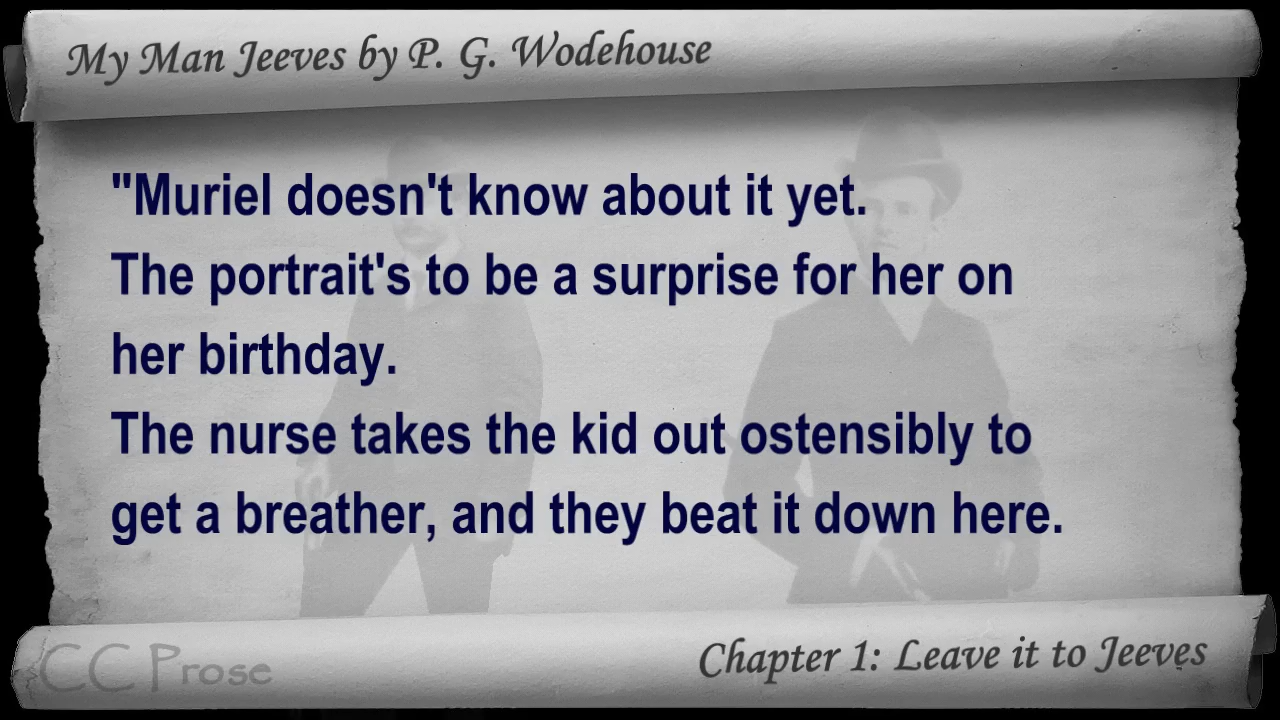 My Man Jeeves by P. G. Wodehouse
"Muriel doesn't know about it yet.
The portrait's to be a surprise for her on
her birthday.
The nurse takes the kid out ostensibly to
get a breather, and they beat it down here.
CC Prose
Chapter 1: Leave it to Jeeves